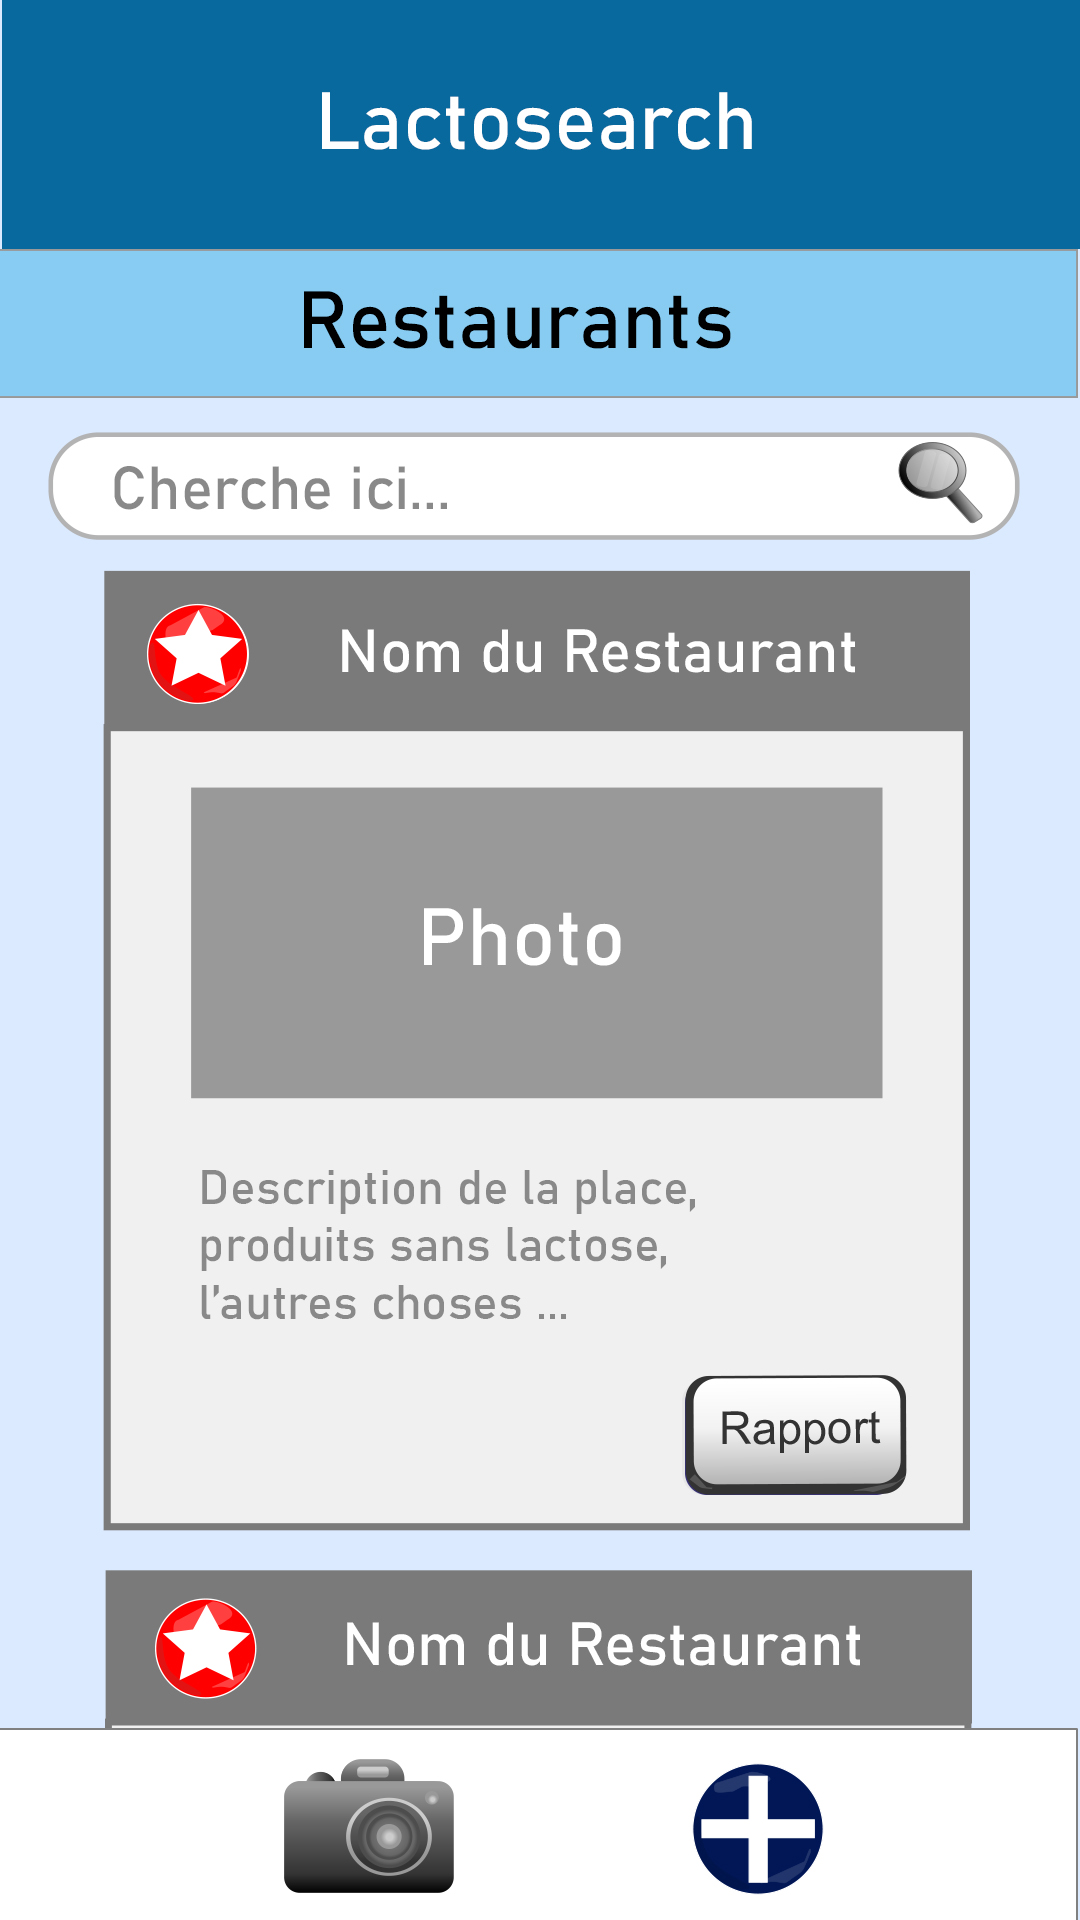 Lactosearch
Restaurants
Cherche ici...
Nom du Restaurant
Photo
Description de la place,
produits sans lactose,
l’autres choses ...
Rapport
Nom du Restaurant